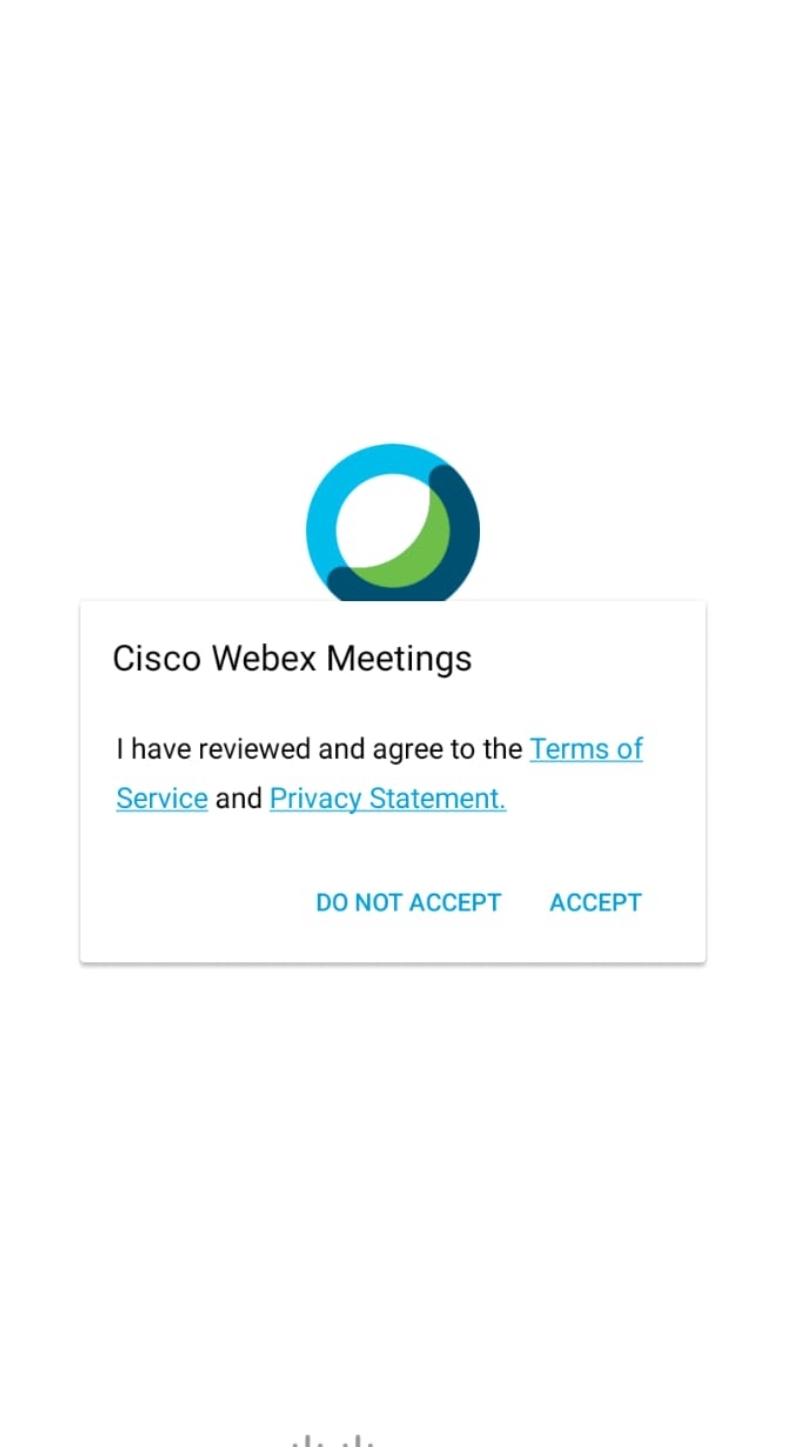 Cisco Webex Meetings
I have reviewed and agree to the Terms of
Service and Privacy Statement.
DO NOT ACCEPT ACCEPT